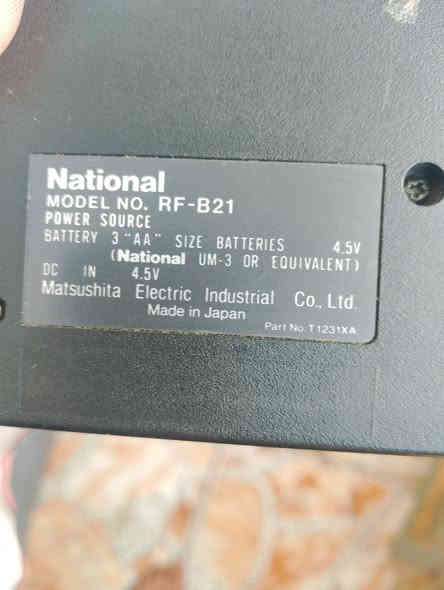 National
MODEL NO. RF-B21
POWER SOURCE
BATTERY 3 "AA" SIZE BATTERIES 4.5V
(National UM-3 OR EQUIVALENT)
DC IN 4.5V
Matsushita Electric Industrial Co., Ltd.
Made in Japan
Part No. T1231XA